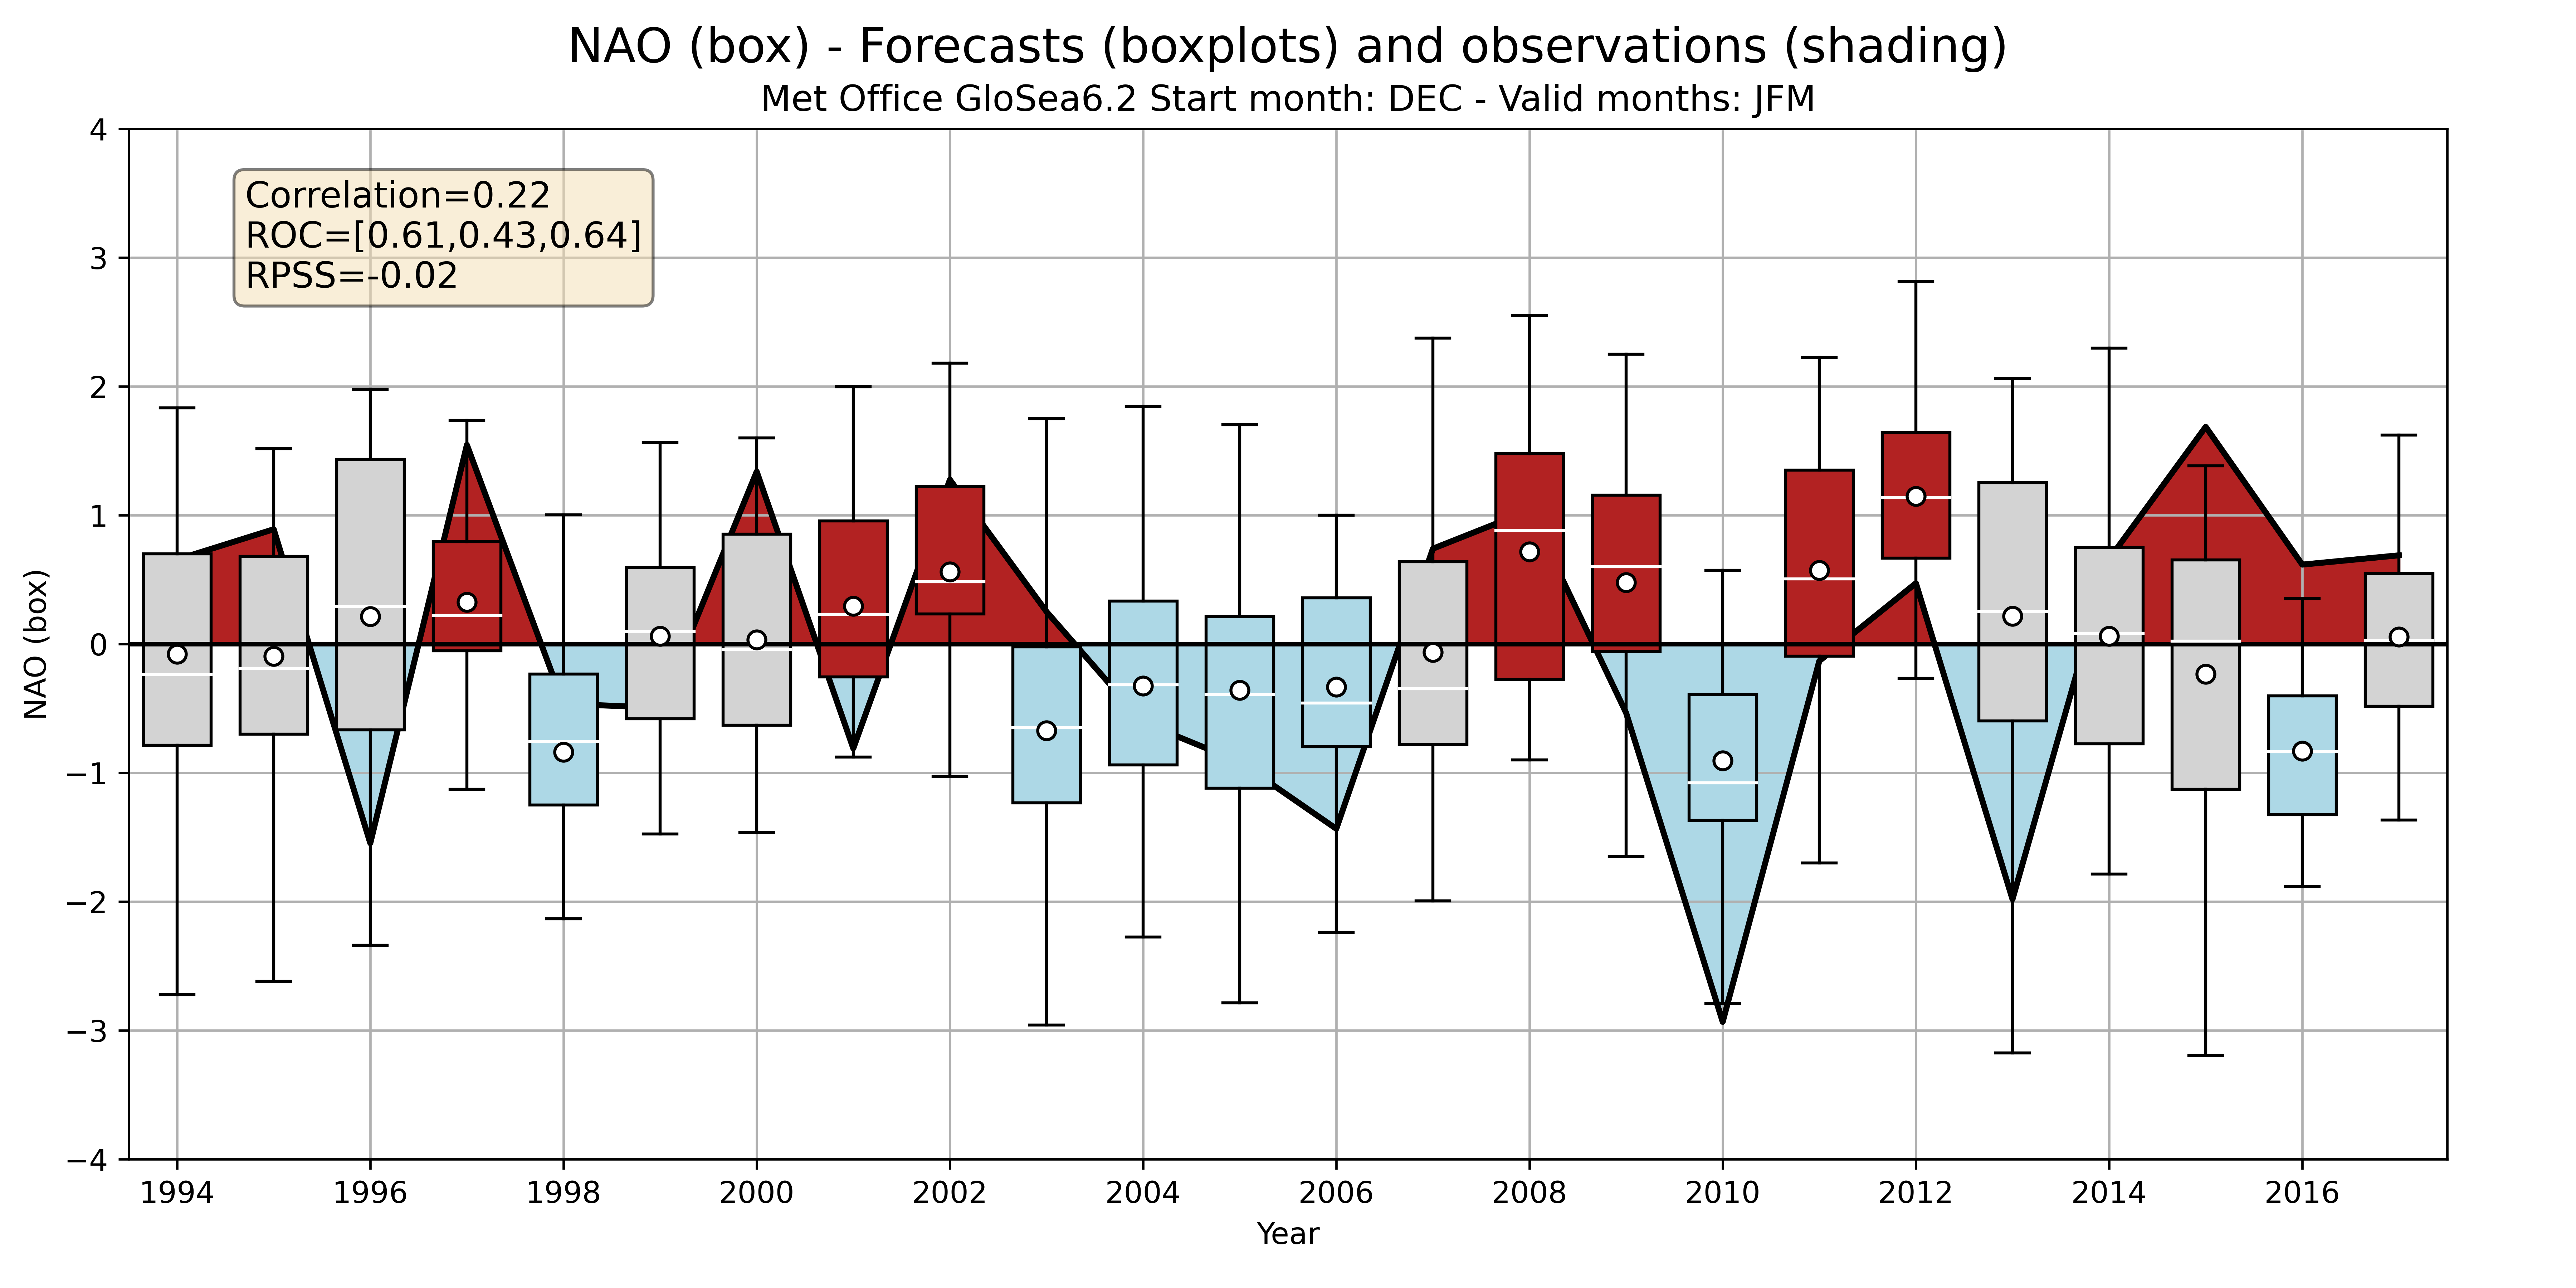 NAO (box) - Forecasts (boxplots) and observations (shading)
Met Office GloSea6.2 Start month: DEC - Valid months: JFM
Correlation=0.22
ROC=[0.61,0.43,0.64]
RPSS=-0.02
NAO (box)
4
3
2
1
0
−1
−2
−3
−4
1994 1996 1998 2000 2002 2004 2006 2008 2010 2012 2014 2016
Year